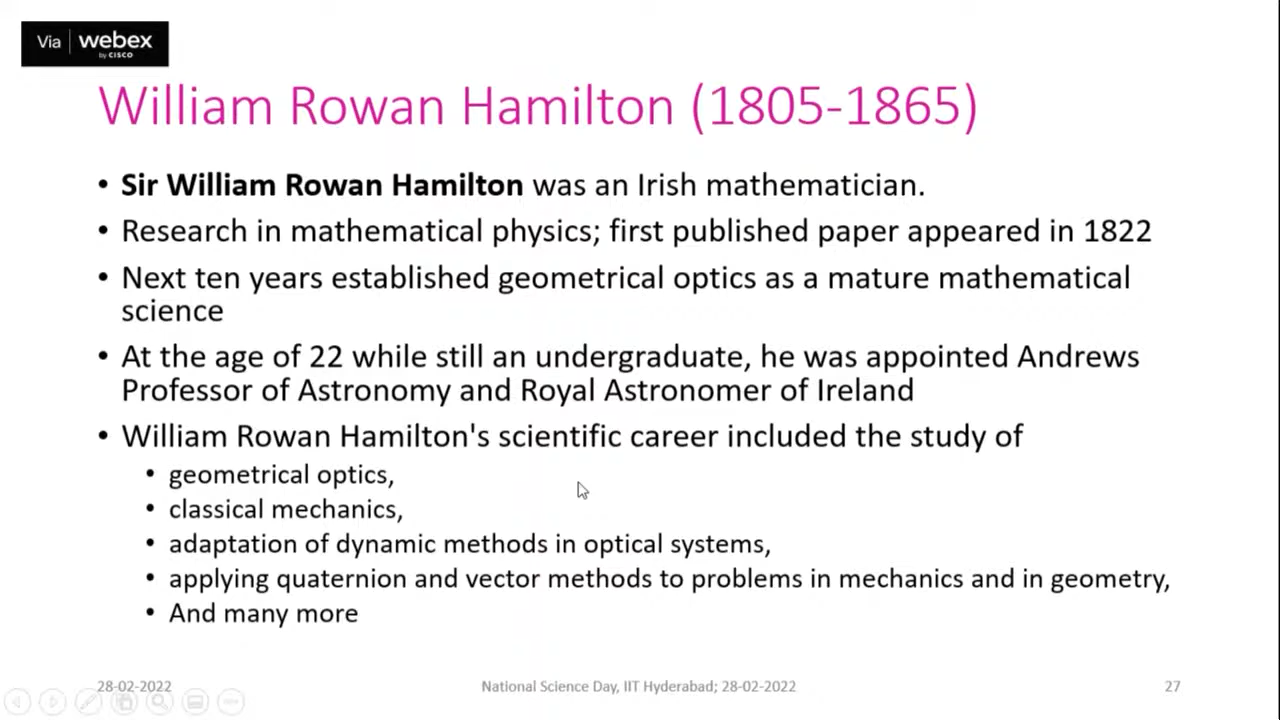 Via webex
by CISCO
William Rowan Hamilton (1805-1865)
• Sir William Rowan Hamilton was an Irish mathematician.
• Research in mathematical physics; first published paper appeared in 1822
• Next ten years established geometrical optics as a mature mathematical
science
• At the age of 22 while still an undergraduate, he was appointed Andrews
Professor of Astronomy and Royal Astronomer of Ireland
• William Rowan Hamilton's scientific career included the study of
• geometrical optics,
• classical mechanics,
• adaptation of dynamic methods in optical systems,
• applying quaternion and vector methods to problems in mechanics and in geometry,
• And many more
28-02-2022 National Science Day, IIT Hyderabad; 28-02-2022 27